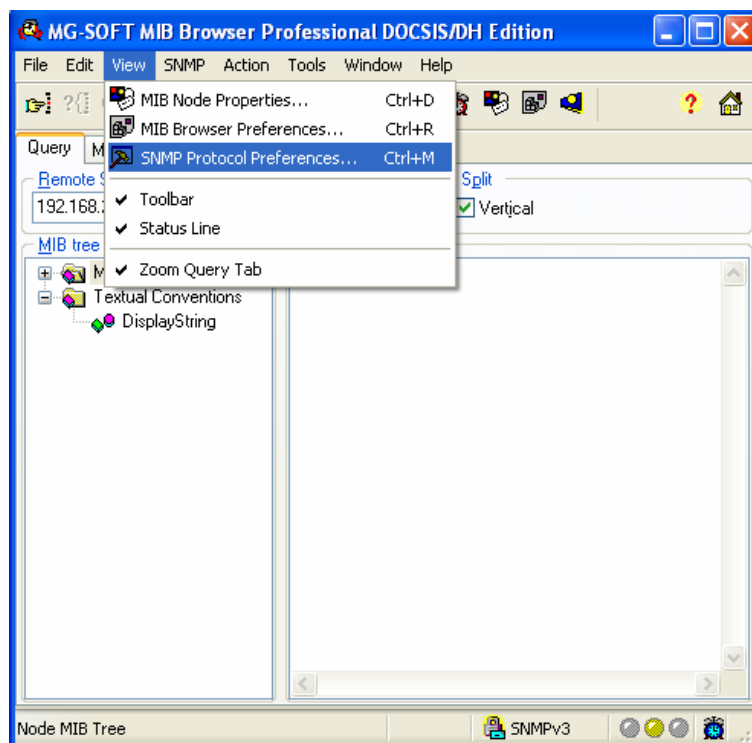 MG-SOFT MIB Browser Professional DOCSIS/DH Edition
File Edit View SNMP Action Tools Window Help
MIB Node Properties... Ctrl+D
MIB Browser Preferences... Ctrl+R
SNMP Protocol Preferences... Ctrl+M
Toolbar
Status Line
Zoom Query Tab
Query M
Remote S Split
192.168. Vertical
MIB tree
M
Textual Conventions
DisplayString
Node MIB Tree SNMPv3